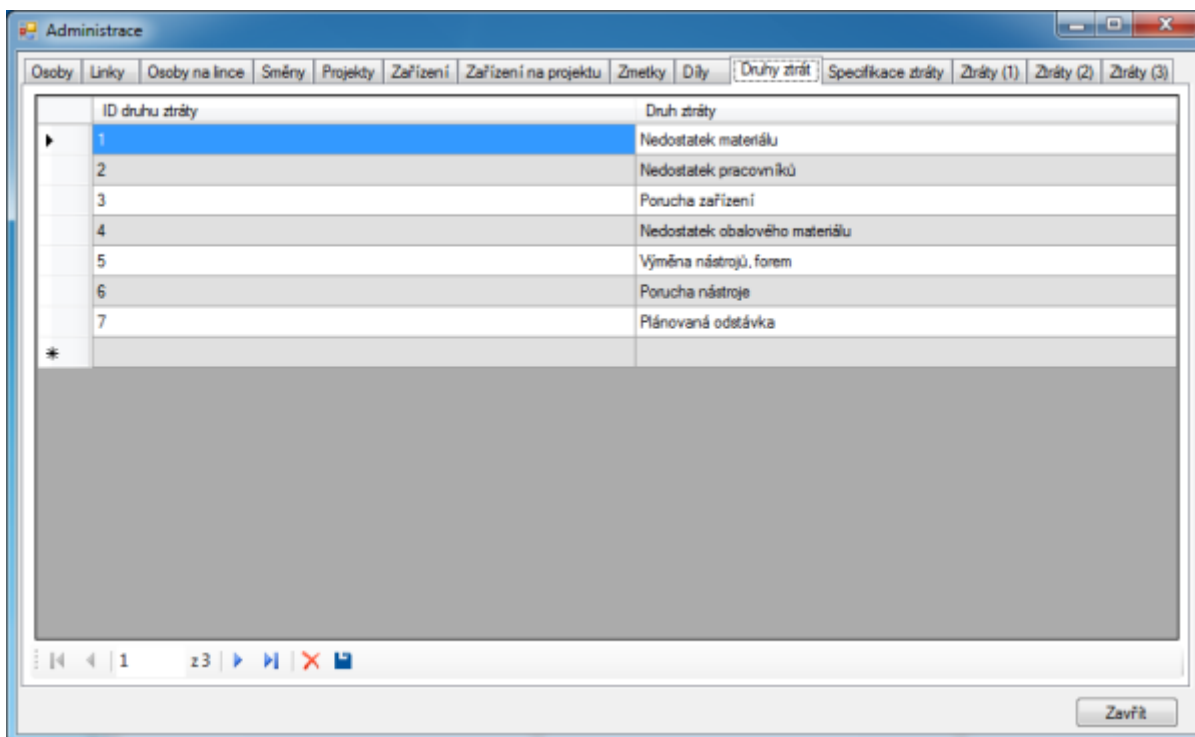 Administrace
Osoby Linky Osoby na lince Směny Projekty Zařízení Zařízení na projektu Zmetky Díly Druhy ztrát Specifikace ztráty Ztráty (1) Ztráty (2) Ztráty (3)
ID druhu ztráty Druh ztráty
1 Nedostatek materiálu
2 Nedostatek pracovníků
3 Porucha zařízení
4 Nedostatek obalového materiálu
5 Výměna nástrojů, forem
6 Porucha nástroje
7 Plánovaná odstávka
1 z 3
Zavřít